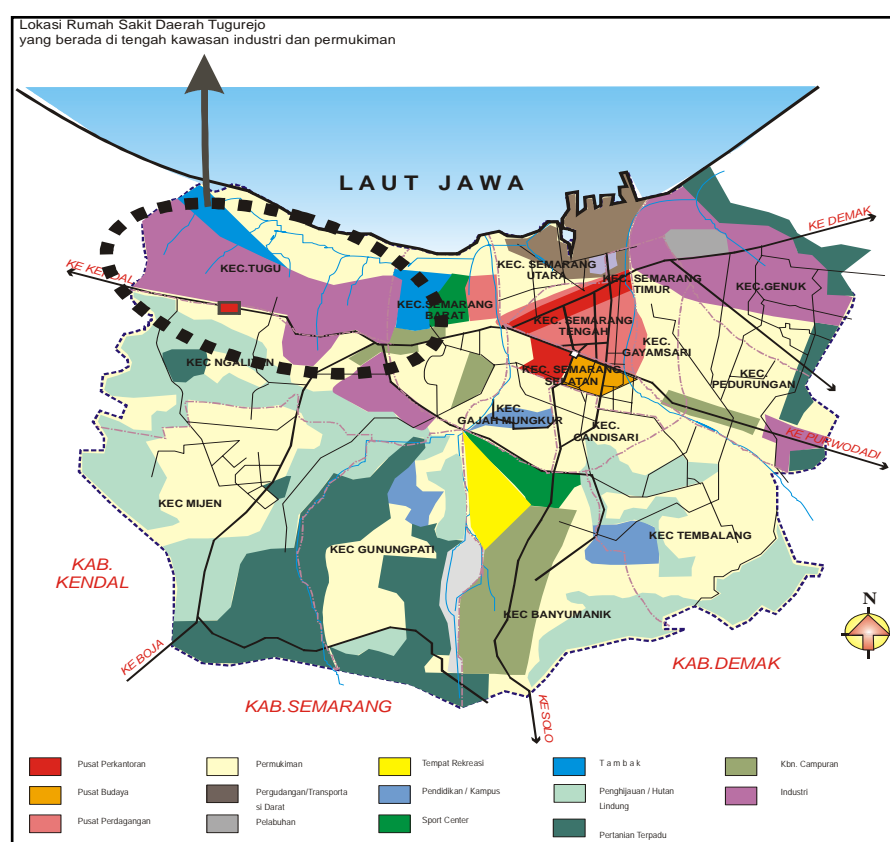 Lokasi Rumah Sakit Daerah Tugurejo
yang berada di tengah kawasan industri dan permukiman
LAUT JAWA
KE DEMAK
KEC.TUGU
KE KENDAL
KEC. SEMARANG
UTARA
KEC. SEMARANG
TIMUR
KEC.GENUK
KEC.SEMARANG
BARAT
KEC. SEMARANG
TENGAH
KEC.
GAYAMSARI
KEC NGALIYAN
KEC. SEMARANG
SELATAN
KEC.
PEDURUNGAN
KEC.
GAJAH MUNGKUR
KEC.
CANDISARI
KE PURWODADI
KEC MIJEN
KEC GUNUNGPATI
KEC TEMBALANG
KAB.
KENDAL
KEC BANYUMANIK
N
KE BOJA
KAB.SEMARANG
KE SOLO
KAB.DEMAK
Pusat Perkantoran
Permukiman
Tempat Rekreasi
T a m b a k
Kbn. Campuran
Pusat Budaya
Pergudangan/Transporta
si Darat
Pendidikan / Kampus
Penghijauan / Hutan
Lindung
Industri
Pusat Perdagangan
Pelabuhan
Sport Center
Pertanian Terpadu